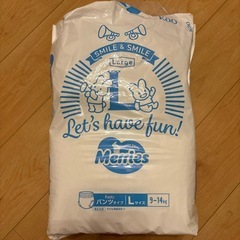 SMILE & SMILE
Large
L
Let's have fun!
Merries
Pants
パンツタイプ Lサイズ 9~14kg